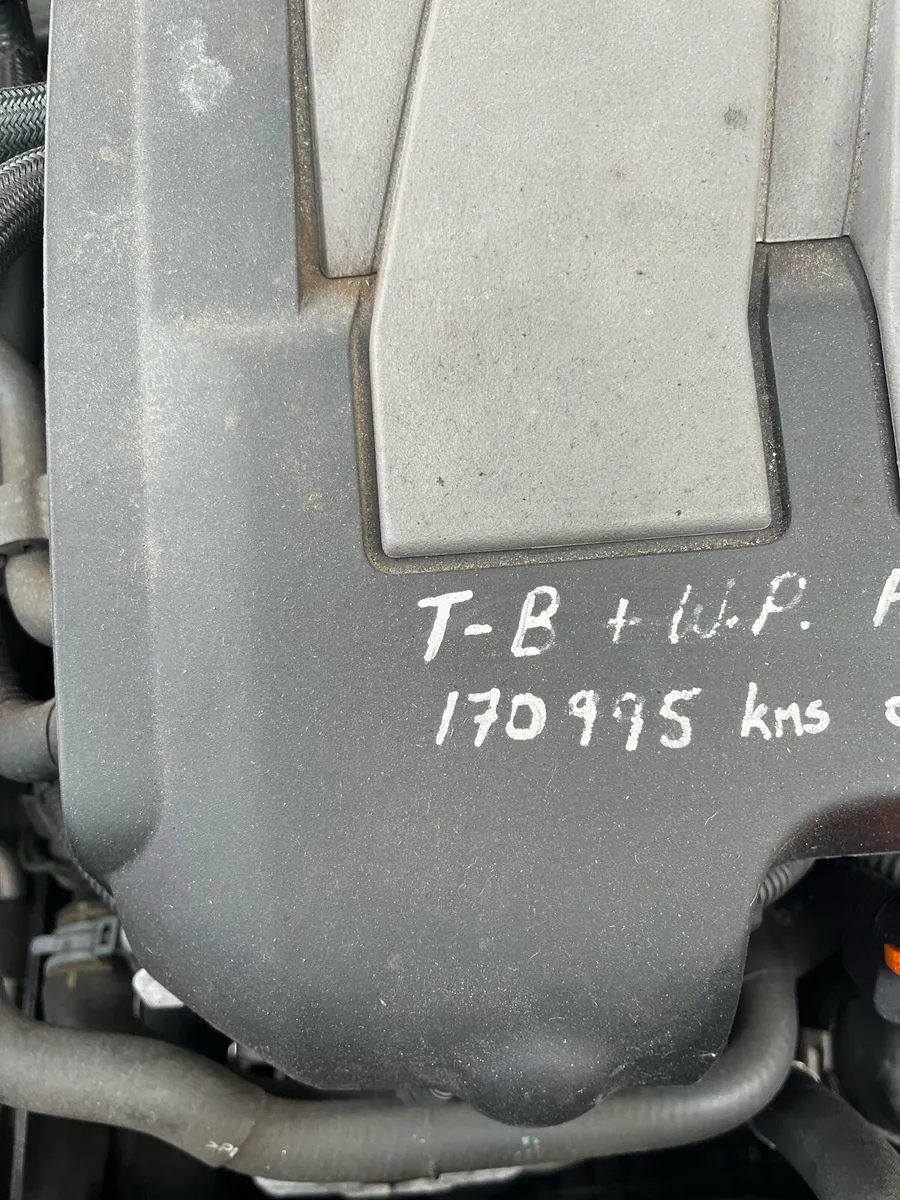 T-B + W.P.
170995 kms